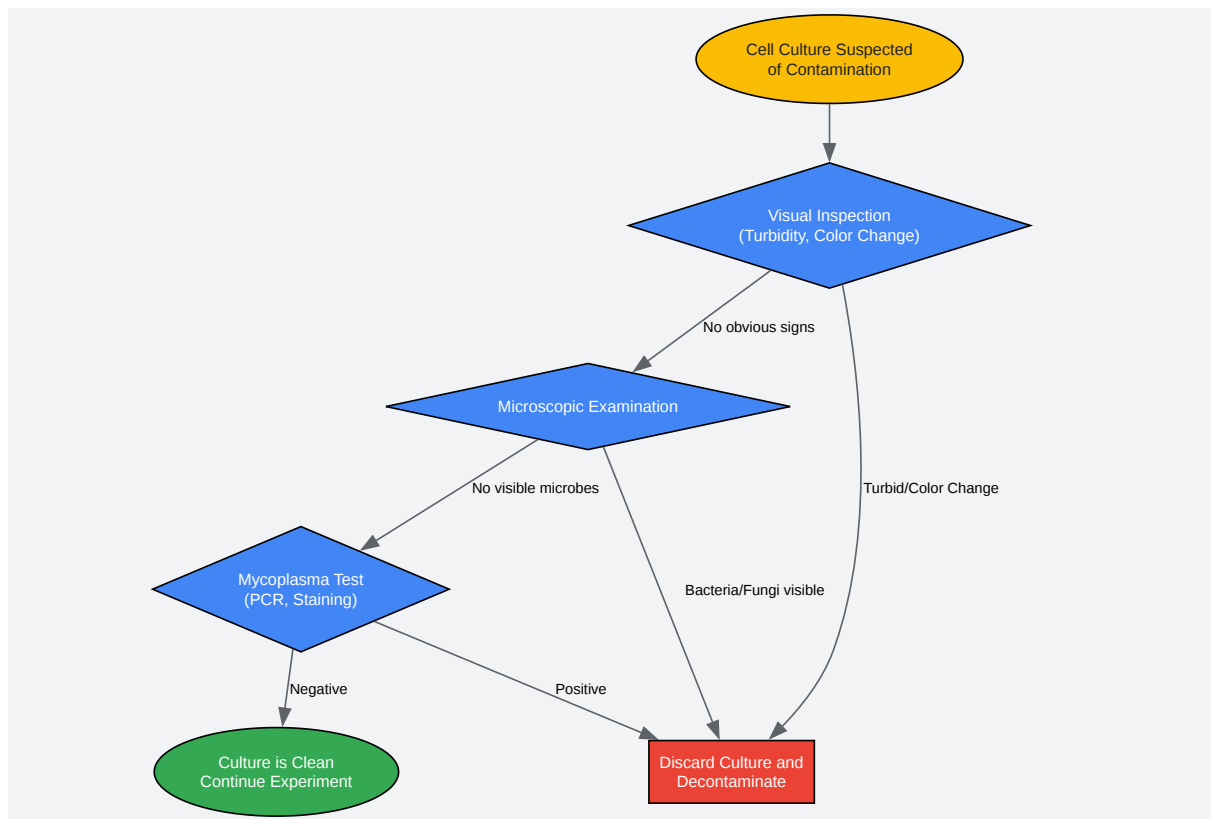 Cell Culture Suspected
of Contamination
Visual Inspection
(Turbidity, Color Change)
No obvious signs
Microscopic Examination
No visible microbes
Turbid/Color Change
Mycoplasma Test
(PCR, Staining)
Bacteria/Fungi visible
Negative
Positive
Culture is Clean
Continue Experiment
Discard Culture and
Decontaminate